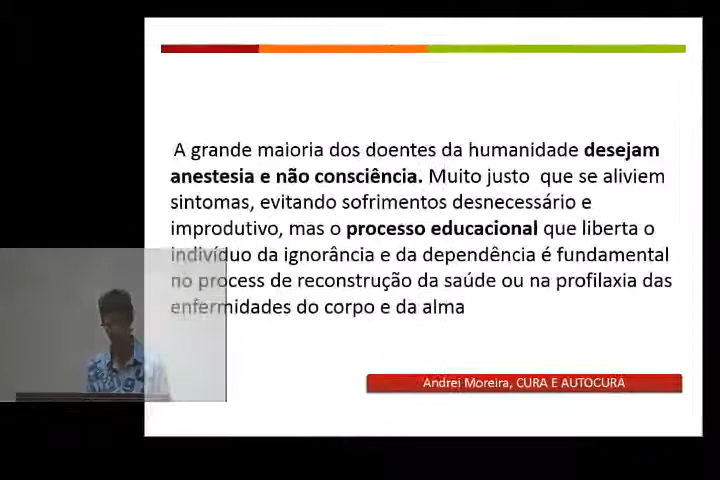 A grande maioria dos doentes da humanidade desejam
anestesia e não consciência. Muito justo que se aliviem
sintomas, evitando sofrimentos desnecessário e
improdutivo, mas o processo educacional que liberta o
indivíduo da ignorância e da dependência é fundamental
no process de reconstrução da saúde ou na profilaxia das
enfermidades do corpo e da alma
Andrei Moreira, CURA E AUTOCURA